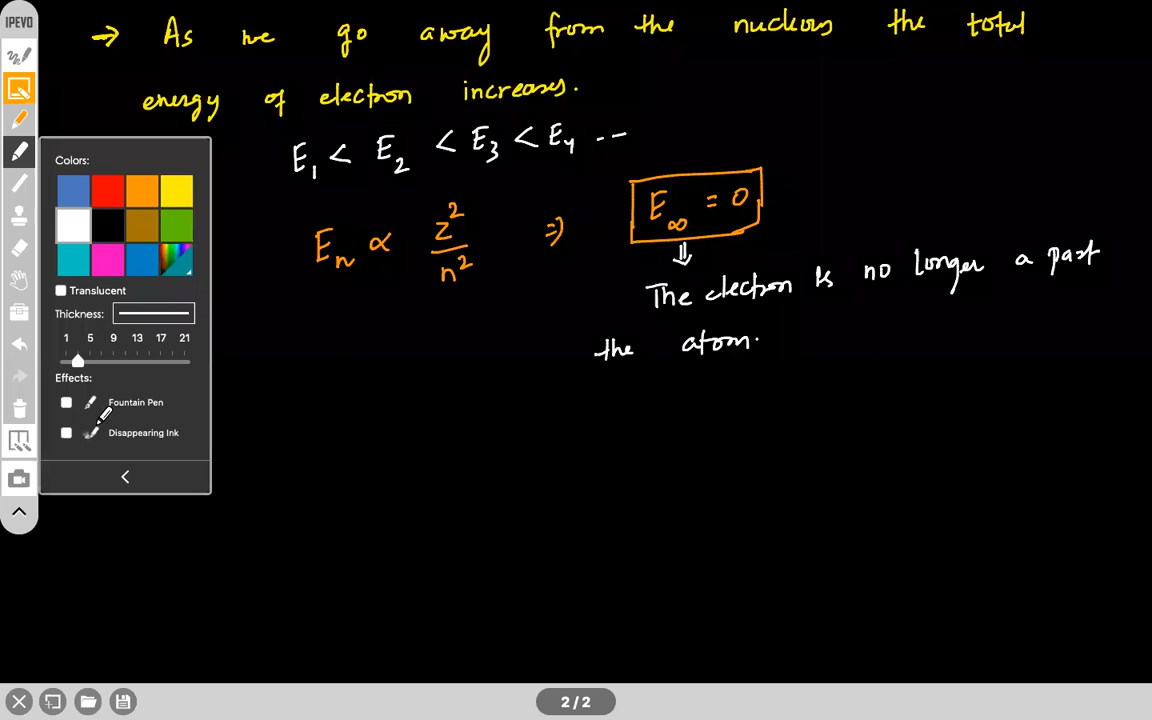 IPEVO
→ As we go away from the nucleus the total
energy of electron increases.
E₁ < E₂ < E₃ < E₄ ---
Eₙ ∝ z²/n² ⇒ E∞ = 0
⇓
The electron is no longer a part
the atom.
Colors:
Translucent
Thickness:
1 5 9 13 17 21
Effects:
Fountain Pen
Disappearing Ink
2 / 2